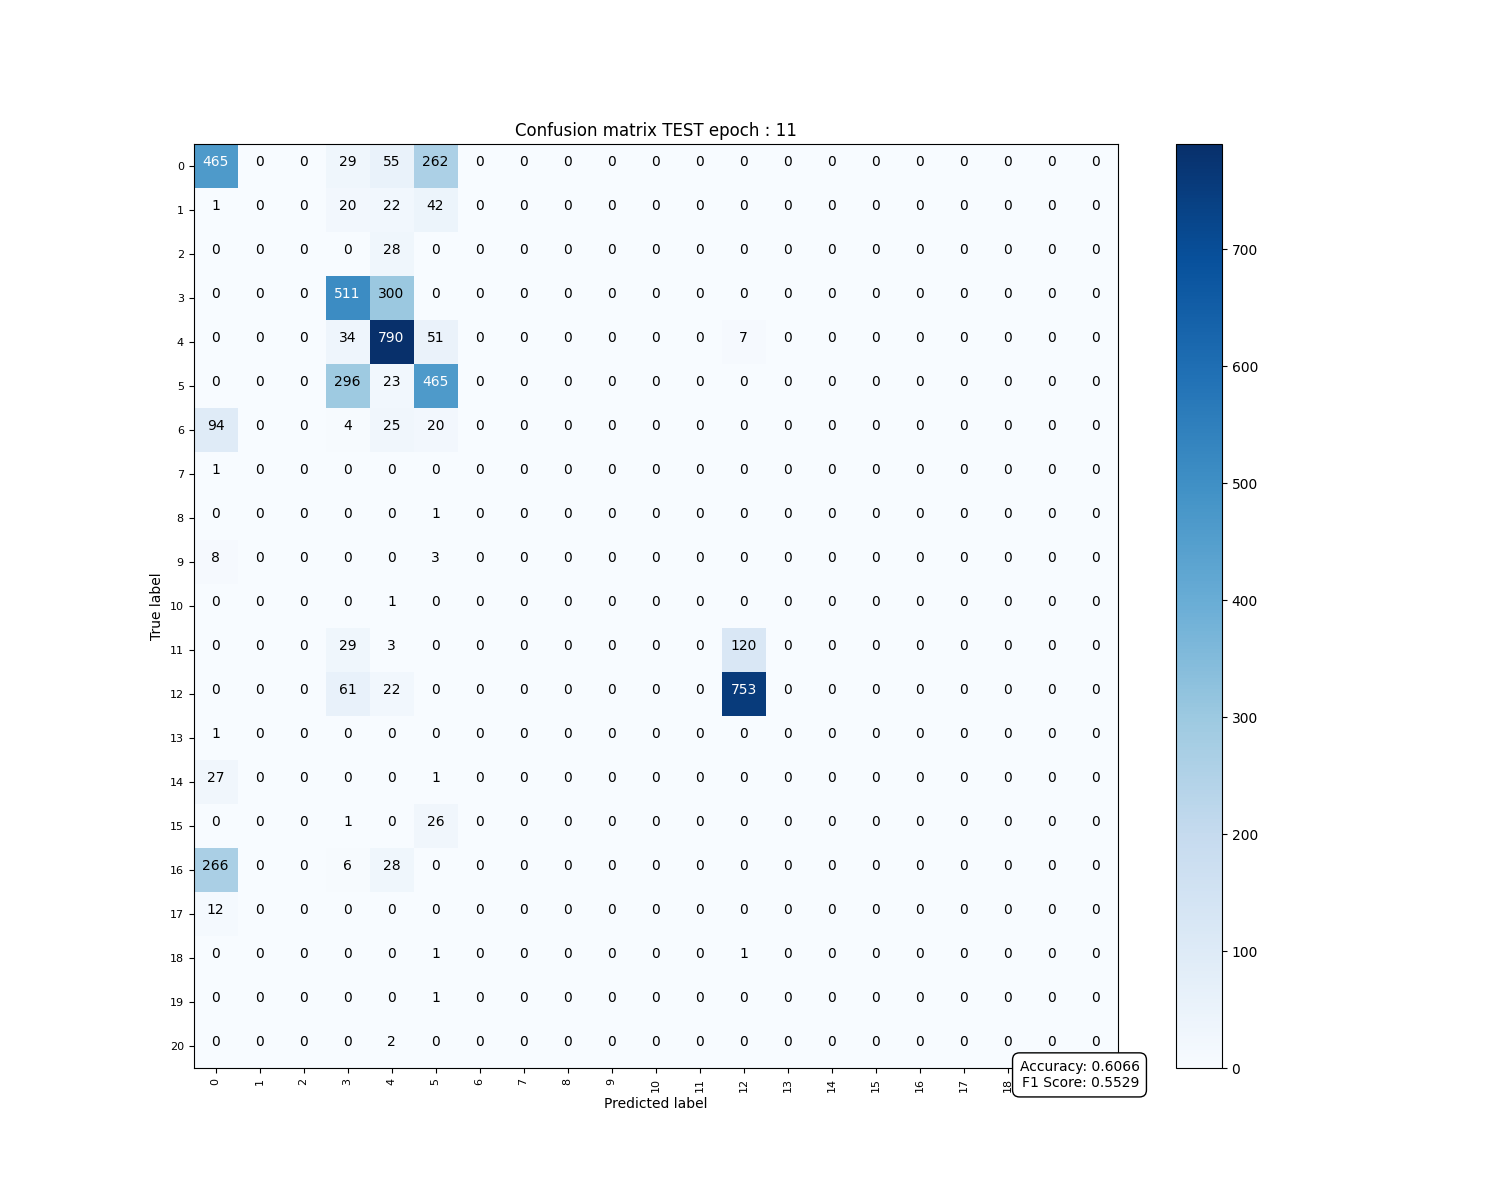 Confusion matrix TEST epoch : 11
0 465 0 0 29 55 262 0 0 0 0 0 0 0 0 0 0 0 0 0 0 0
1 1 0 0 20 22 42 0 0 0 0 0 0 0 0 0 0 0 0 0 0 0
2 0 0 0 0 28 0 0 0 0 0 0 0 0 0 0 0 0 0 0 0 0
3 0 0 0 511 300 0 0 0 0 0 0 0 0 0 0 0 0 0 0 0 0
4 0 0 0 34 790 51 0 0 0 0 0 0 7 0 0 0 0 0 0 0 0
5 0 0 0 296 23 465 0 0 0 0 0 0 0 0 0 0 0 0 0 0 0
6 94 0 0 4 25 20 0 0 0 0 0 0 0 0 0 0 0 0 0 0 0
7 1 0 0 0 0 0 0 0 0 0 0 0 0 0 0 0 0 0 0 0 0
8 0 0 0 0 0 1 0 0 0 0 0 0 0 0 0 0 0 0 0 0 0
9 8 0 0 0 0 3 0 0 0 0 0 0 0 0 0 0 0 0 0 0 0
10 0 0 0 0 1 0 0 0 0 0 0 0 0 0 0 0 0 0 0 0 0
11 0 0 0 29 3 0 0 0 0 0 0 0 120 0 0 0 0 0 0 0 0
12 0 0 0 61 22 0 0 0 0 0 0 0 753 0 0 0 0 0 0 0 0
13 1 0 0 0 0 0 0 0 0 0 0 0 0 0 0 0 0 0 0 0 0
14 27 0 0 0 0 1 0 0 0 0 0 0 0 0 0 0 0 0 0 0 0
15 0 0 0 1 0 26 0 0 0 0 0 0 0 0 0 0 0 0 0 0 0
16 266 0 0 6 28 0 0 0 0 0 0 0 0 0 0 0 0 0 0 0 0
17 12 0 0 0 0 0 0 0 0 0 0 0 0 0 0 0 0 0 0 0 0
18 0 0 0 0 0 1 0 0 0 0 0 0 1 0 0 0 0 0 0 0 0
19 0 0 0 0 0 1 0 0 0 0 0 0 0 0 0 0 0 0 0 0 0
20 0 0 0 0 2 0 0 0 0 0 0 0 0 0 0 0 0 0 0 0 0
True label
0 1 2 3 4 5 6 7 8 9 10 11 12 13 14 15 16 17 18
Predicted label
Accuracy: 0.6066
F1 Score: 0.5529
700
600
500
400
300
200
100
0